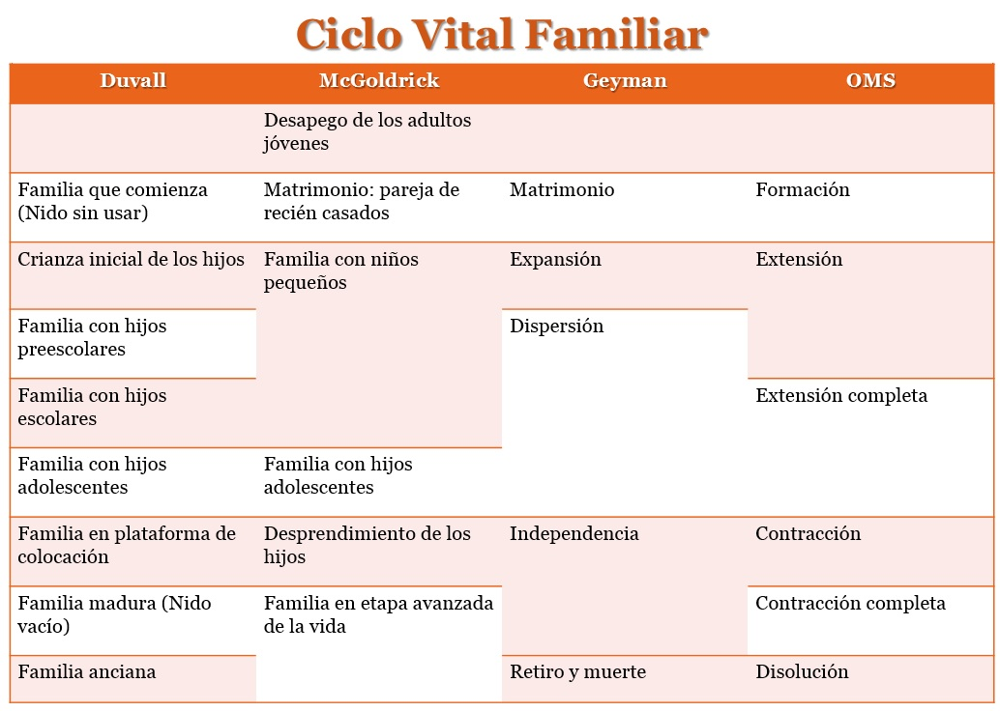 Ciclo Vital Familiar
Duvall
McGoldrick
Geyman
OMS
Desapego de los adultos
jóvenes
Familia que comienza
(Nido sin usar)
Matrimonio: pareja de
recién casados
Matrimonio
Formación
Crianza inicial de los hijos
Familia con niños
pequeños
Expansión
Extensión
Familia con hijos
preescolares
Dispersión
Familia con hijos
escolares
Extensión completa
Familia con hijos
adolescentes
Familia con hijos
adolescentes
Familia en plataforma de
colocación
Desprendimiento de los
hijos
Independencia
Contracción
Familia madura (Nido
vacío)
Familia en etapa avanzada
de la vida
Contracción completa
Familia anciana
Retiro y muerte
Disolución